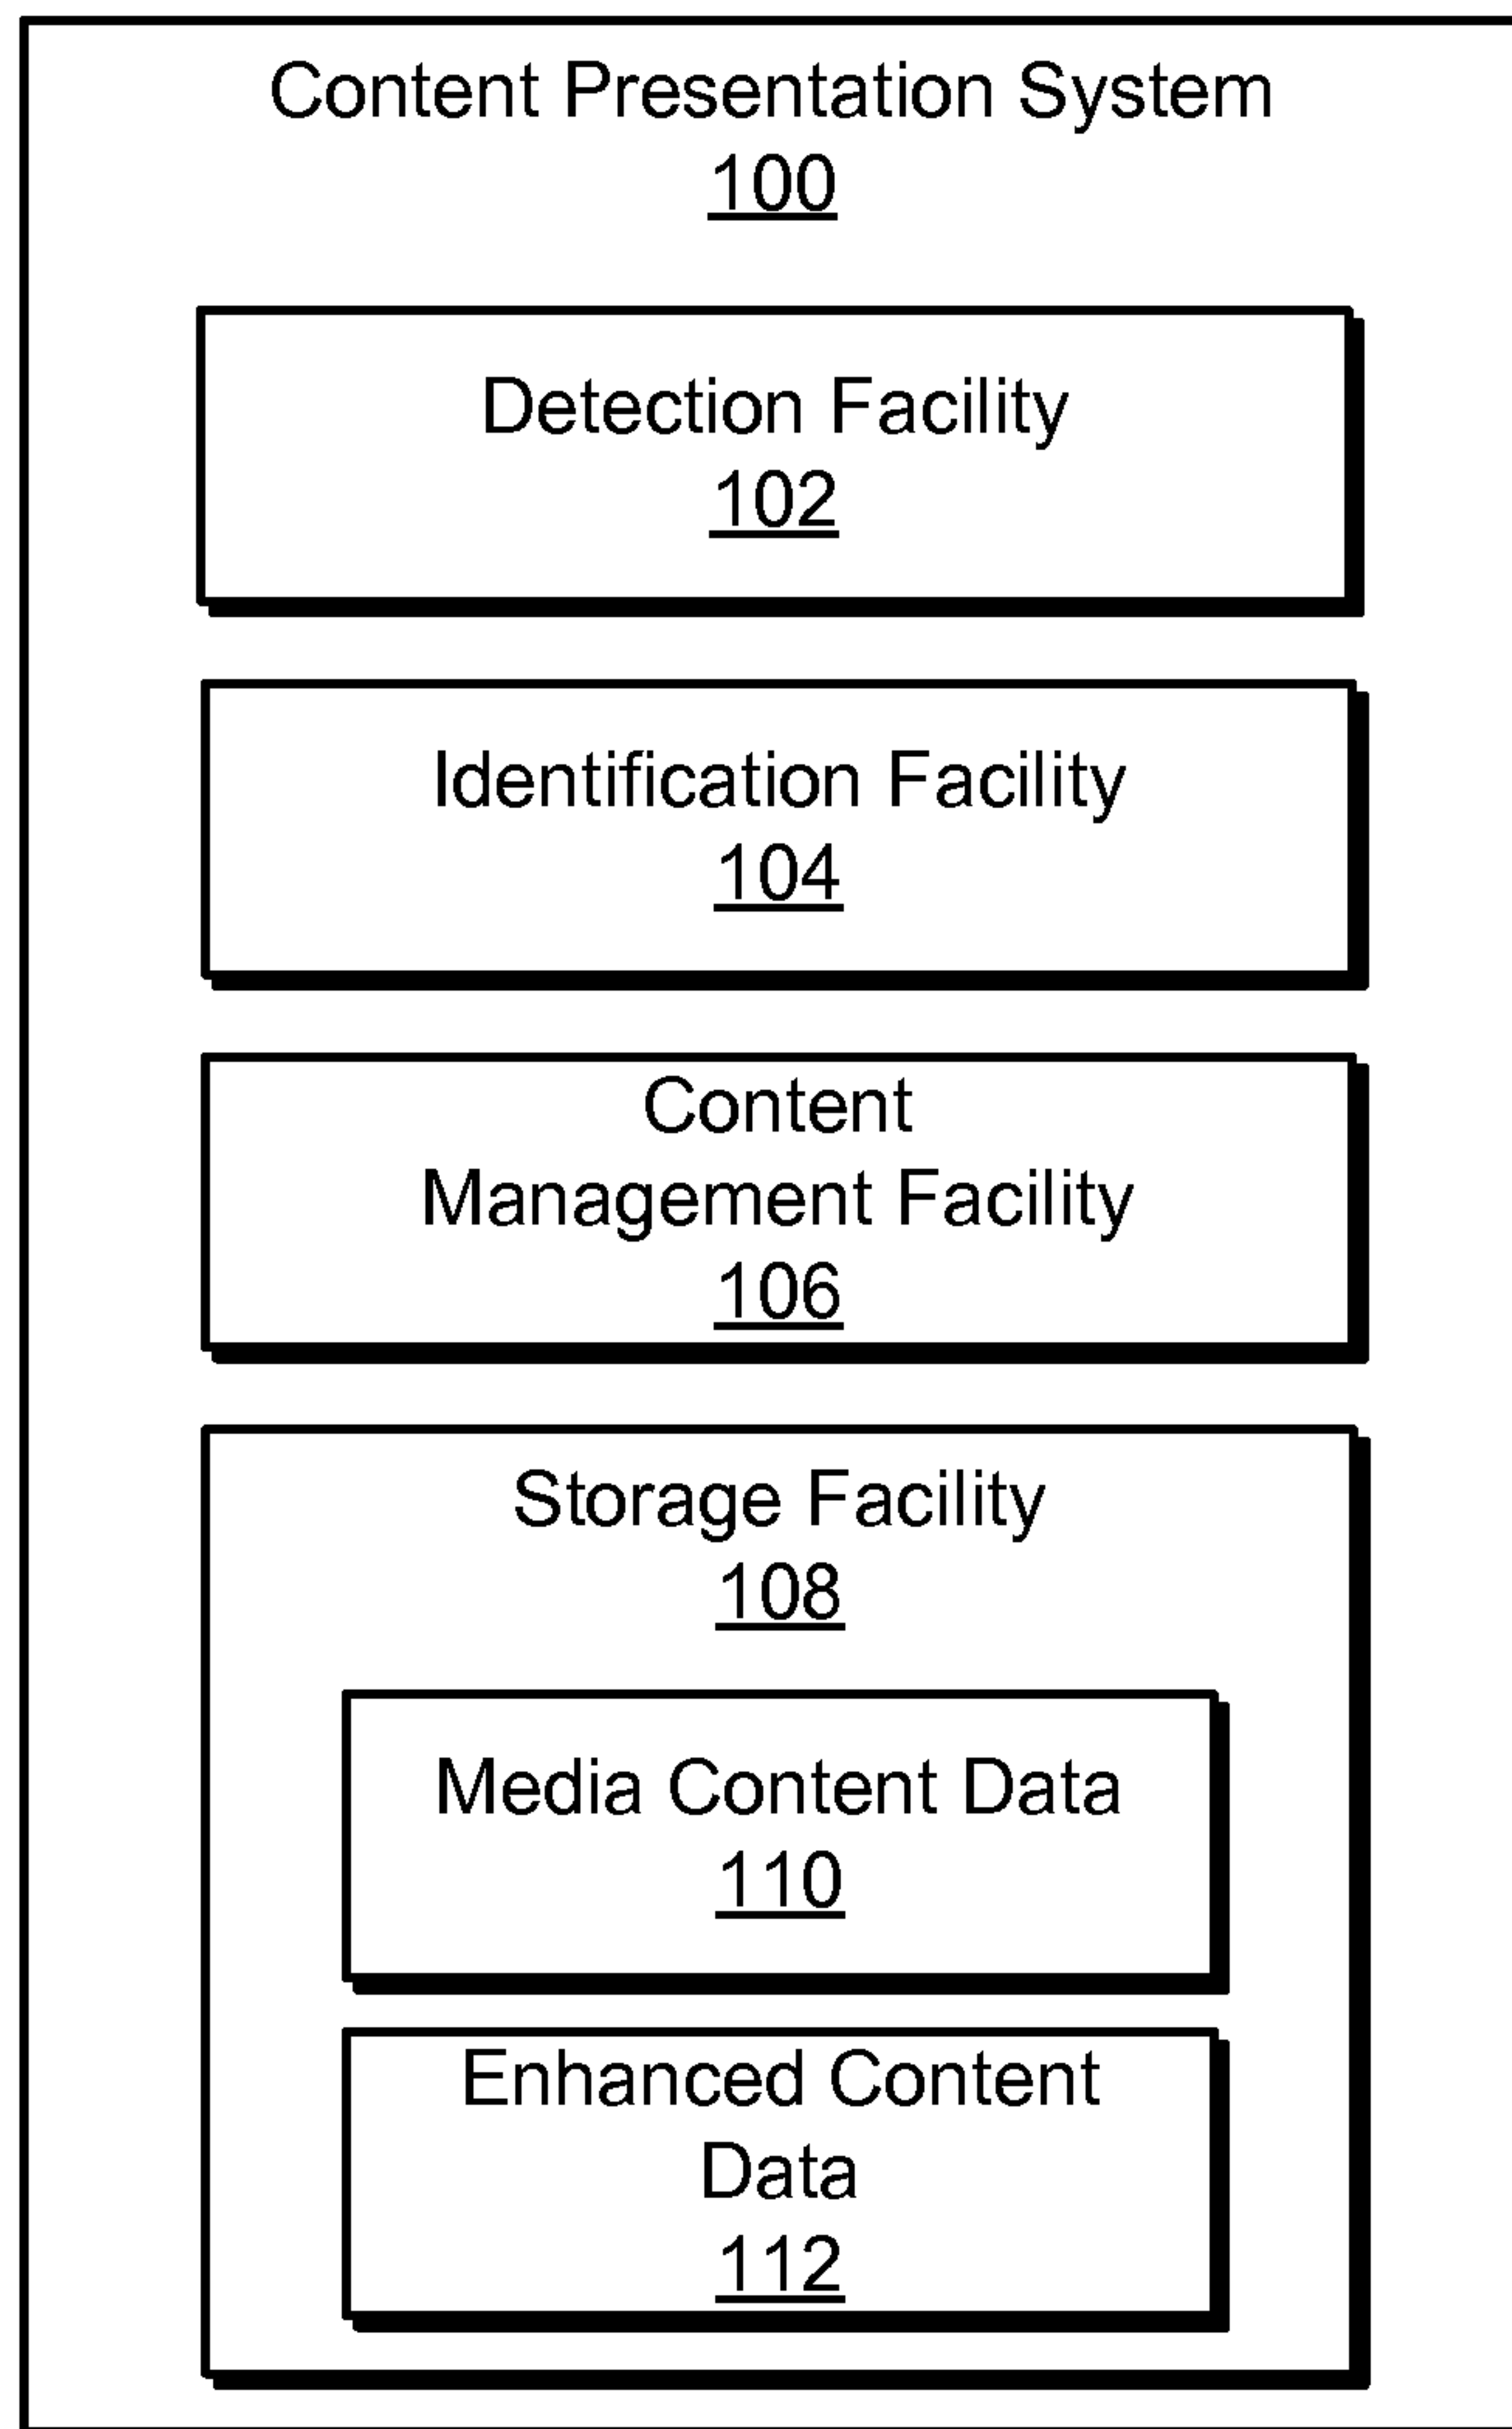 Content Presentation System
100
Detection Facility
102
Identification Facility
104
Content
Management Facility
106
Storage Facility
108
Media Content Data
110
Enhanced Content
Data
112